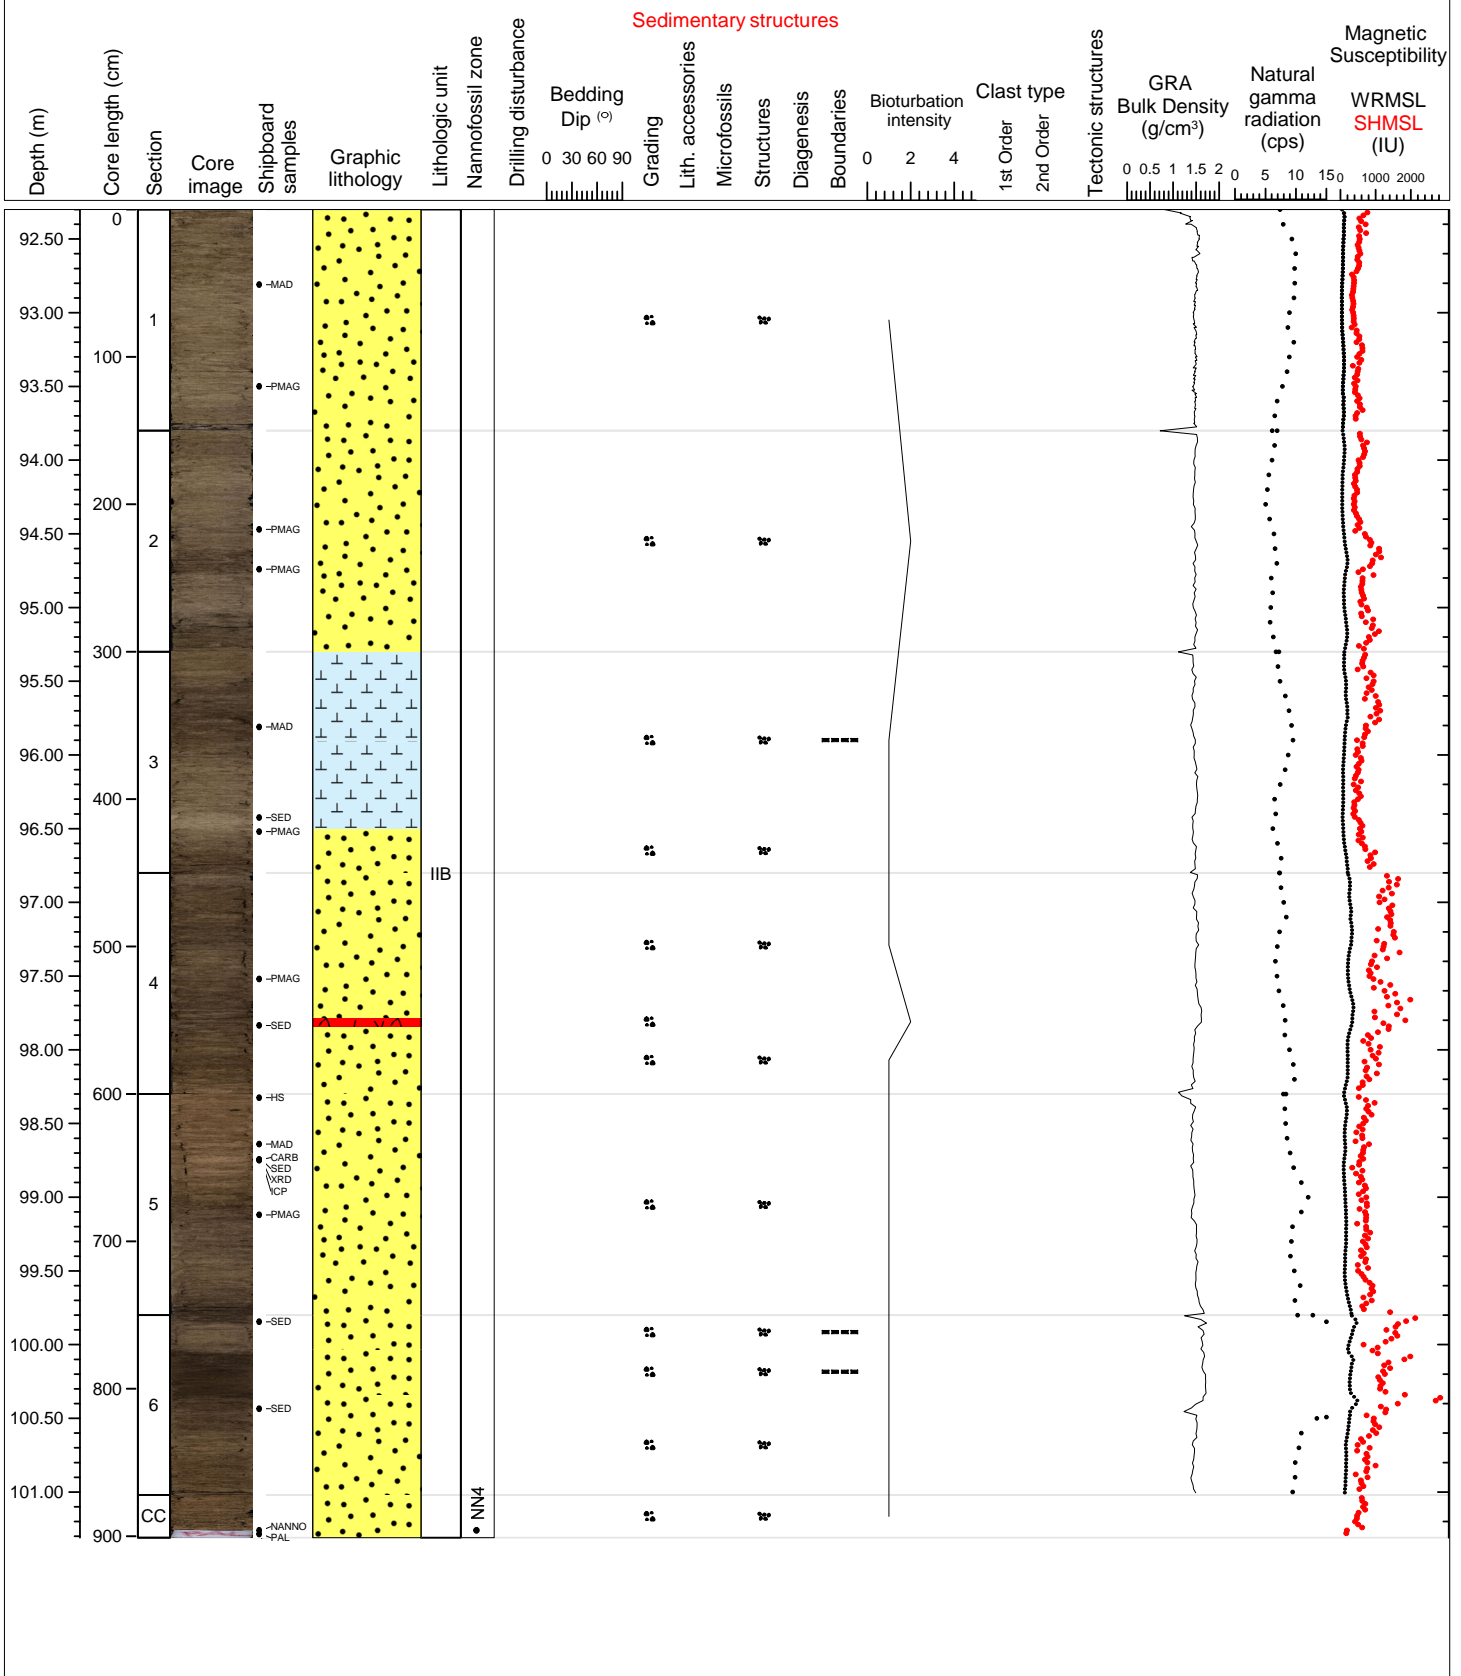 Sedimentary structures
Depth (m)
Core length (cm)
Section
Core
image
Shipboard
samples
Graphic
lithology
Lithologic unit
Nannofossil zone
Drilling disturbance
Bedding
Dip (o)
0 30 60 90
Grading
Lith. accessories
Microfossils
Structures
Diagenesis
Boundaries
Bioturbation
intensity
0 2 4
Clast type
1st Order
2nd Order
Tectonic structures
GRA
Bulk Density
(g/cm³)
0 0.5 1 1.5 2
Natural
gamma
radiation
(cps)
0 5 10 15
Magnetic
Susceptibility
WRMSL
SHMSL
(IU)
0 1000 2000
92.50
93.00
93.50
94.00
94.50
95.00
95.50
96.00
96.50
97.00
97.50
98.00
98.50
99.00
99.50
100.00
100.50
101.00
0
100
200
300
400
500
600
700
800
900
1
2
3
4
5
6
CC
MAD
PMAG
PMAG
PMAG
MAD
SED
PMAG
PMAG
SED
HS
MAD
CARB
SED
XRD
ICP
PMAG
SED
SED
NANNO
PAL
IIB
NN4